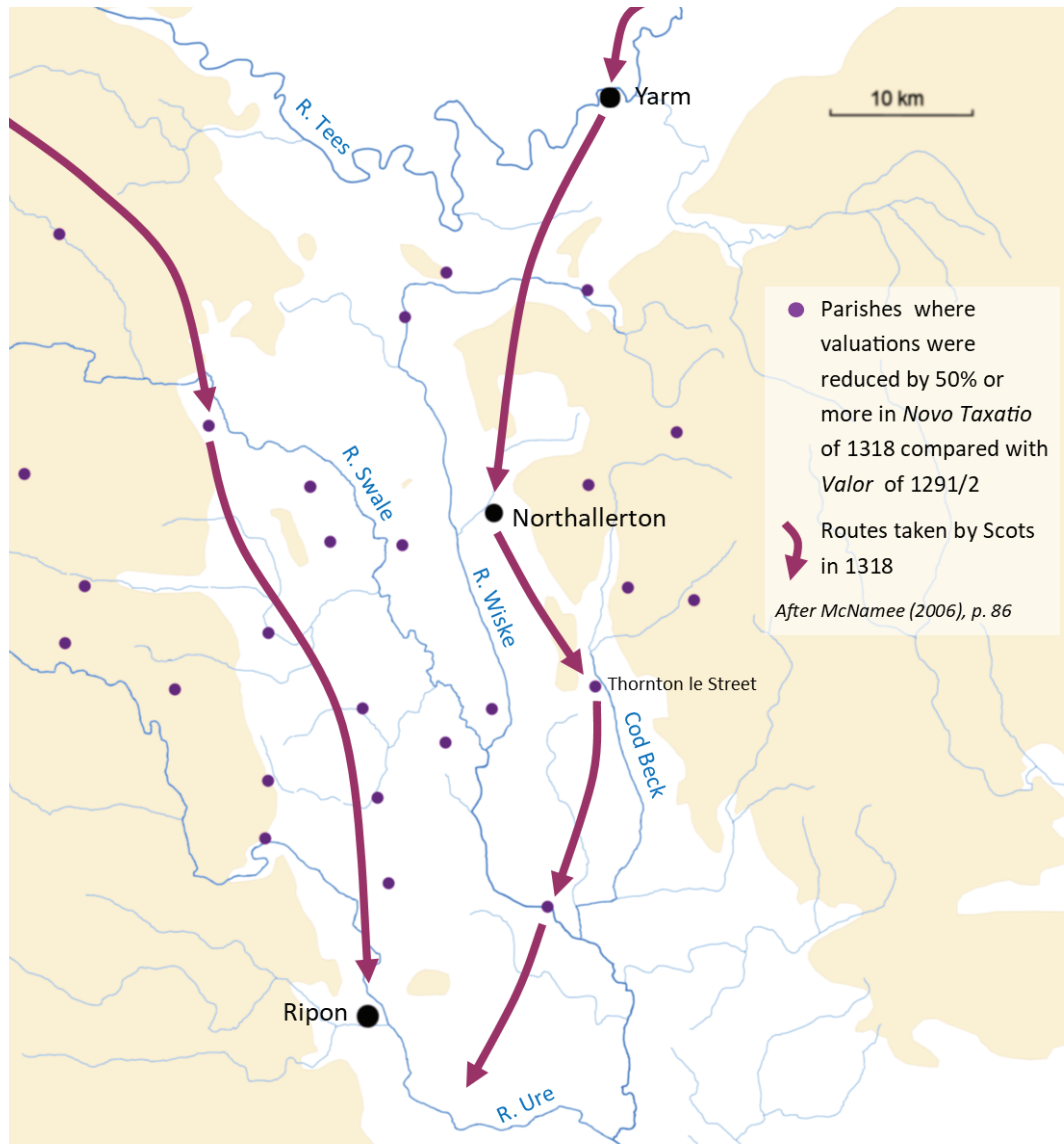 Yarm
10 km
R. Tees
Parishes where
valuations were
reduced by 50% or
more in Novo Taxatio
of 1318 compared with
Valor of 1291/2
Routes taken by Scots
in 1318
After McNamee (2006), p. 86
R. Swale
Northallerton
R. Wiske
Thornton le Street
Cod Beck
Ripon
R. Ure